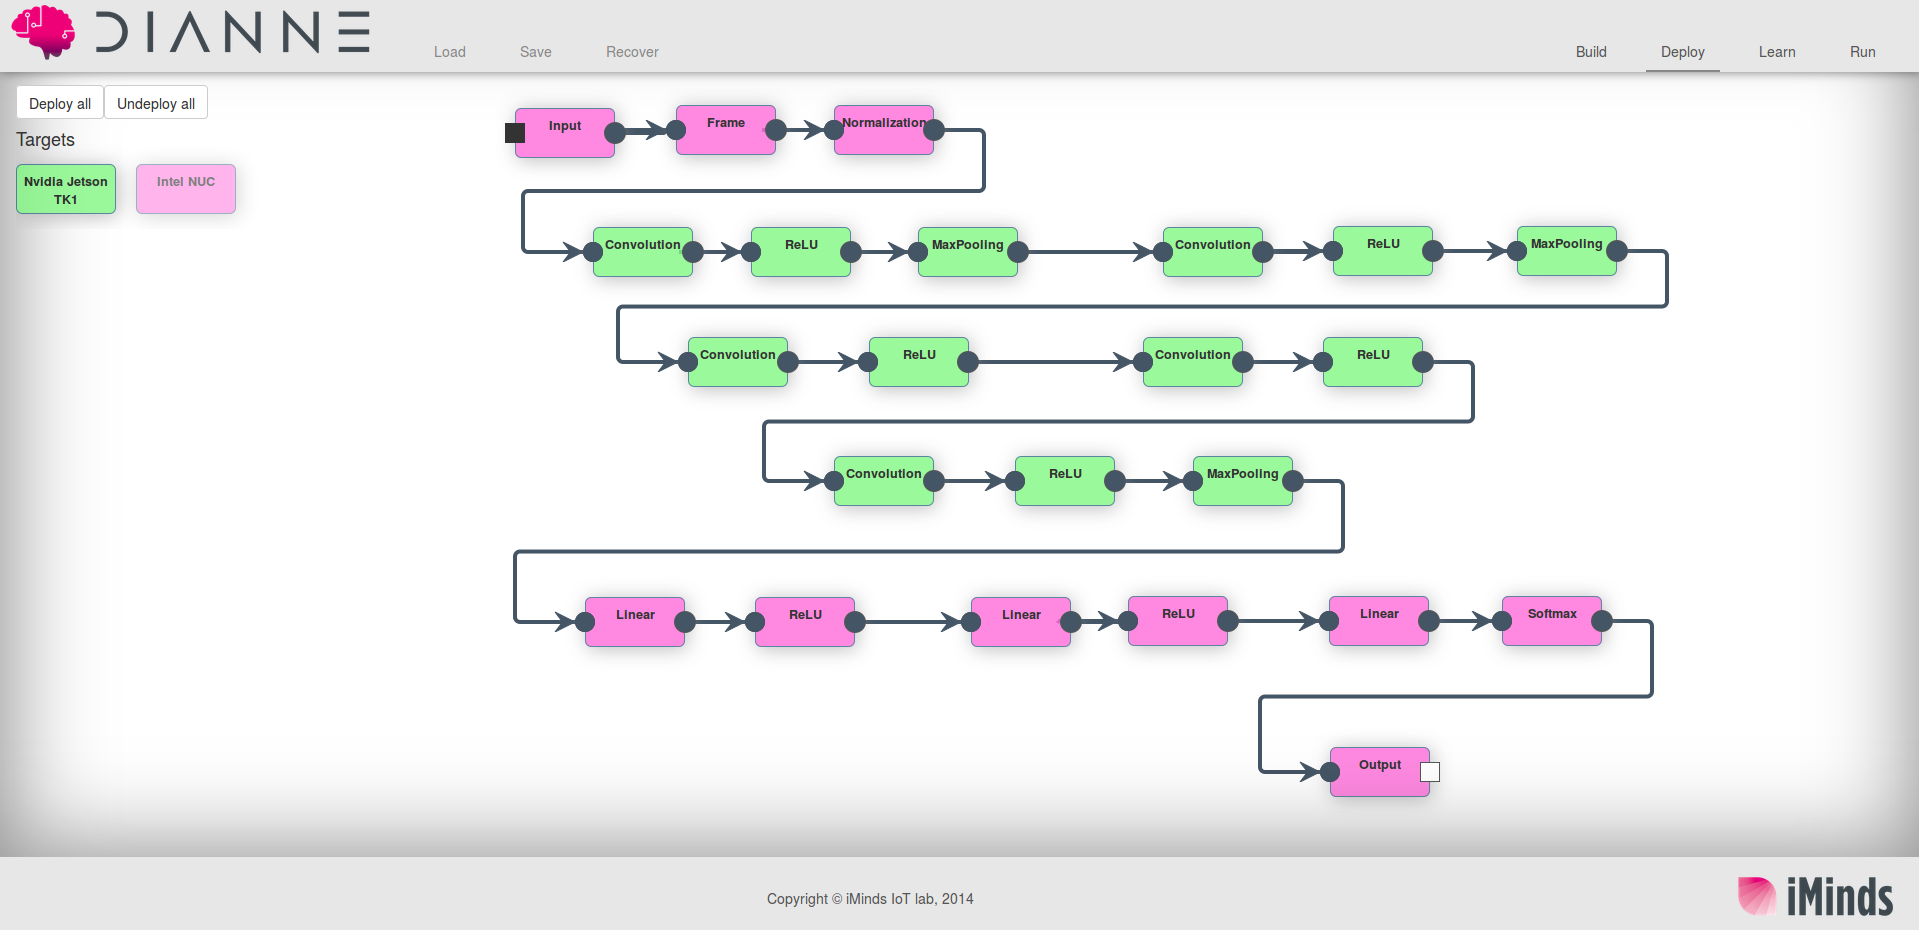 DIANNE
Load Save Recover Build Deploy Learn Run
Deploy all Undeploy all
Targets
Nvidia Jetson
TK1
Intel NUC
Input Frame Normalization
Convolution ReLU MaxPooling Convolution ReLU MaxPooling
Convolution ReLU Convolution ReLU
Convolution ReLU MaxPooling
Linear ReLU Linear ReLU Linear Softmax
Output
Copyright © iMinds IoT lab, 2014
iMinds